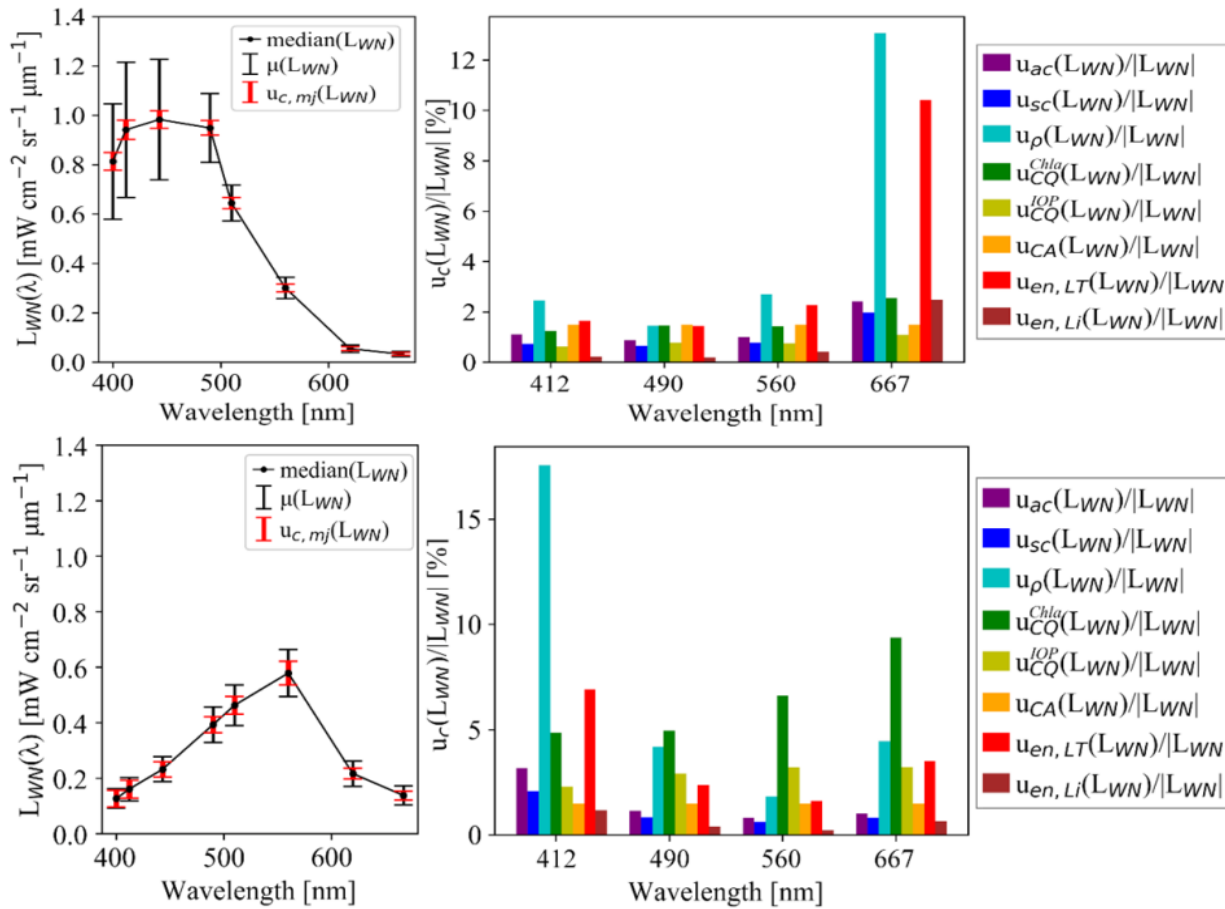 1.4
1.2
1.0
0.8
0.6
0.4
0.2
0.0
L_WN(λ) [mW cm⁻² sr⁻¹ μm⁻¹]
median(L_WN)
μ(L_WN)
u_c,mj(L_WN)
400 500 600
Wavelength [nm]
12
10
8
6
4
2
0
u_c(L_WN)/|L_WN| [%]
412 490 560 667
Wavelength [nm]
u_ac(L_WN)/|L_WN|
u_sc(L_WN)/|L_WN|
u_ρ(L_WN)/|L_WN|
u_CQ^Chla(L_WN)/|L_WN|
u_CQ^IOP(L_WN)/|L_WN|
u_CA(L_WN)/|L_WN|
u_en,LT(L_WN)/|L_WN
u_en,Li(L_WN)/|L_WN|
1.4
1.2
1.0
0.8
0.6
0.4
0.2
0.0
L_WN(λ) [mW cm⁻² sr⁻¹ μm⁻¹]
median(L_WN)
μ(L_WN)
u_c,mj(L_WN)
400 500 600
Wavelength [nm]
15
10
5
0
u_c(L_WN)/|L_WN| [%]
412 490 560 667
Wavelength [nm]
u_ac(L_WN)/|L_WN|
u_sc(L_WN)/|L_WN|
u_ρ(L_WN)/|L_WN|
u_CQ^Chla(L_WN)/|L_WN|
u_CQ^IOP(L_WN)/|L_WN|
u_CA(L_WN)/|L_WN|
u_en,LT(L_WN)/|L_WN
u_en,Li(L_WN)/|L_WN|